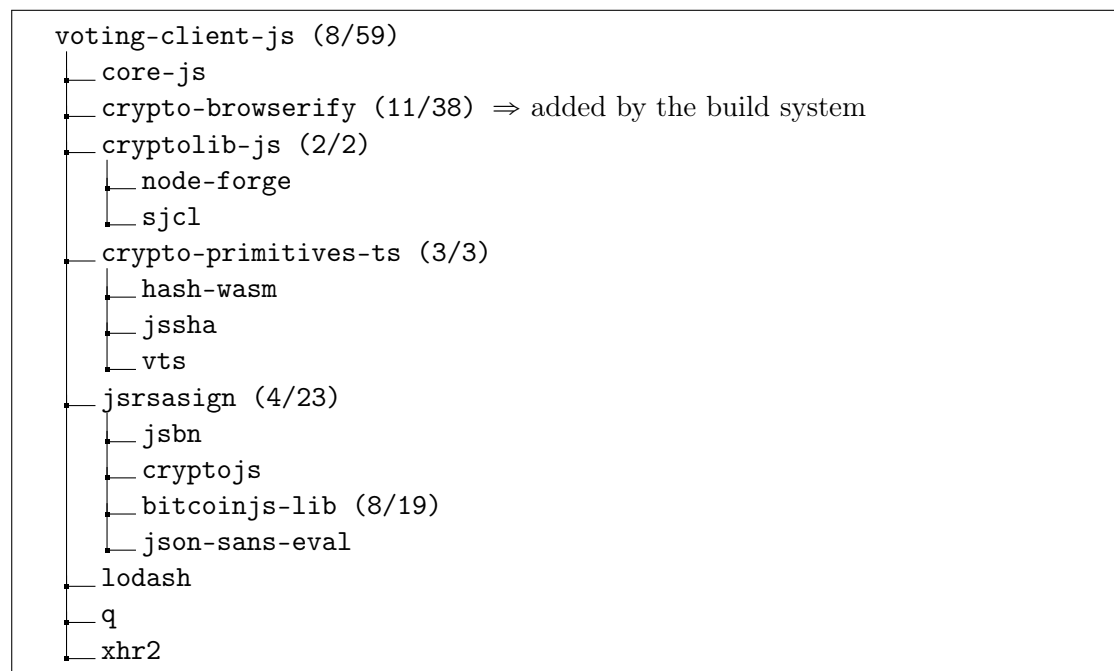 voting-client-js (8/59)
core-js
crypto-browserify (11/38) ⇒ added by the build system
cryptolib-js (2/2)
node-forge
sjcl
crypto-primitives-ts (3/3)
hash-wasm
jssha
vts
jsrsasign (4/23)
jsbn
cryptojs
bitcoinjs-lib (8/19)
json-sans-eval
lodash
q
xhr2